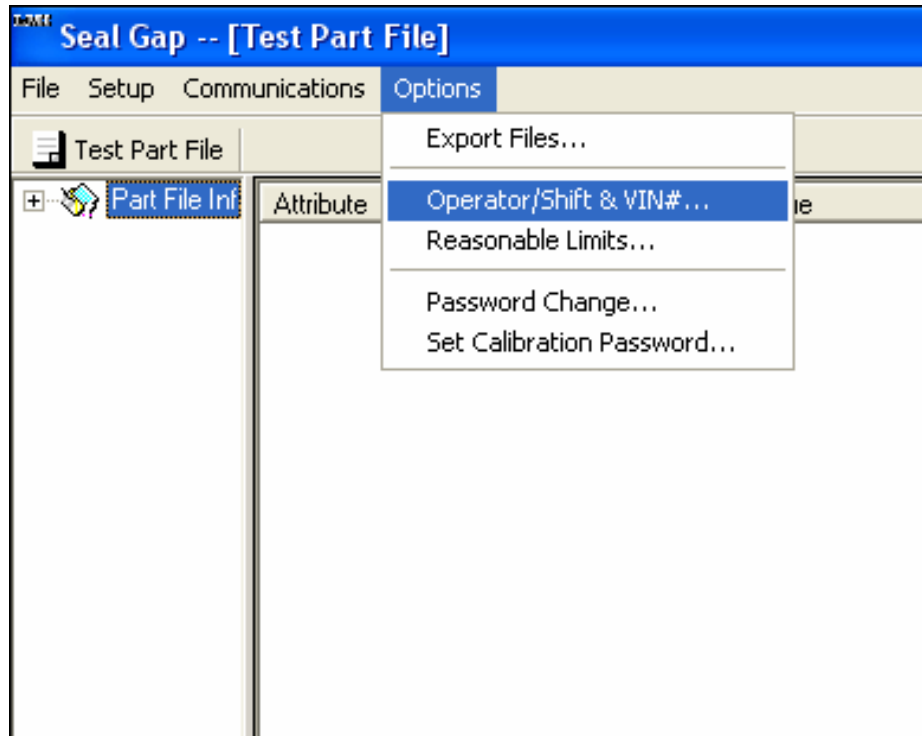 Seal Gap -- [Test Part File]
File Setup Communications Options
Test Part File
Part File Inf
Attribute
Export Files...
Operator/Shift & VIN#...
Reasonable Limits...
Password Change...
Set Calibration Password...